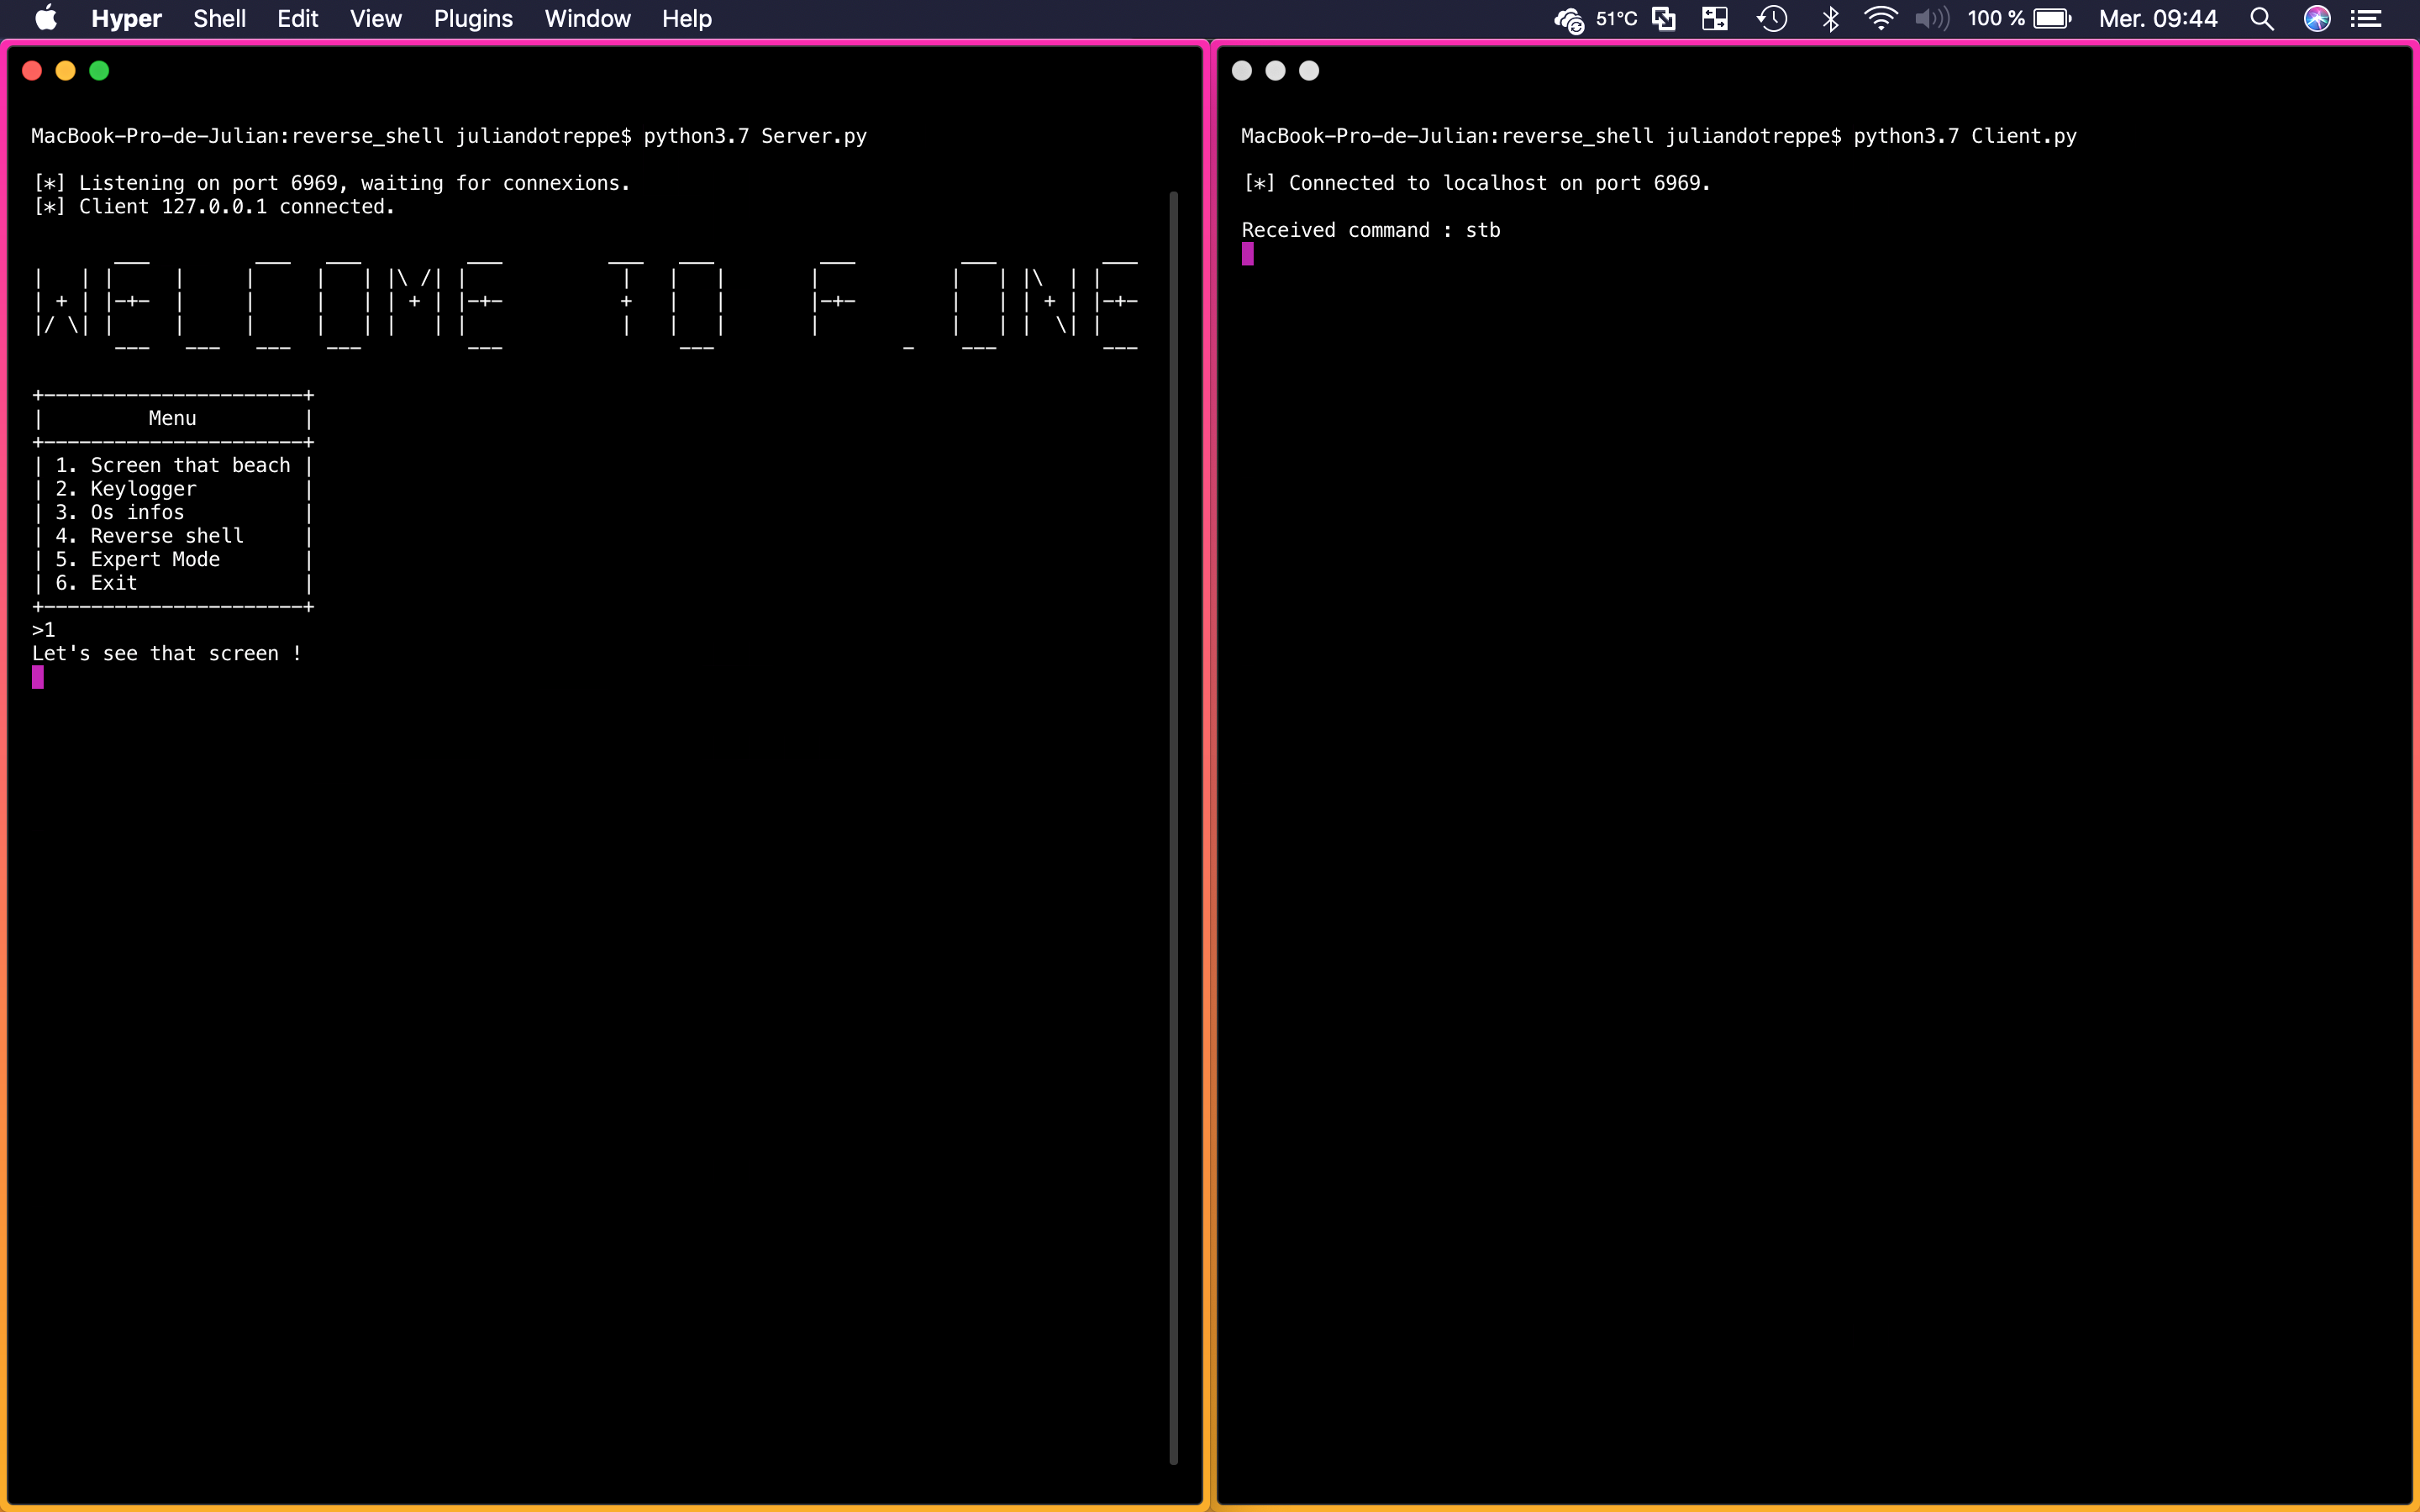 Hyper Shell Edit View Plugins Window Help 51°C 100 % Mer. 09:44
MacBook-Pro-de-Julian:reverse_shell juliandotreppe$ python3.7 Server.py
[*] Listening on port 6969, waiting for connexions.
[*] Client 127.0.0.1 connected.
WELCOME TO F_ONE
Menu
1. Screen that beach
2. Keylogger
3. Os infos
4. Reverse shell
5. Expert Mode
6. Exit
>1
Let's see that screen !
MacBook-Pro-de-Julian:reverse_shell juliandotreppe$ python3.7 Client.py
[*] Connected to localhost on port 6969.
Received command : stb